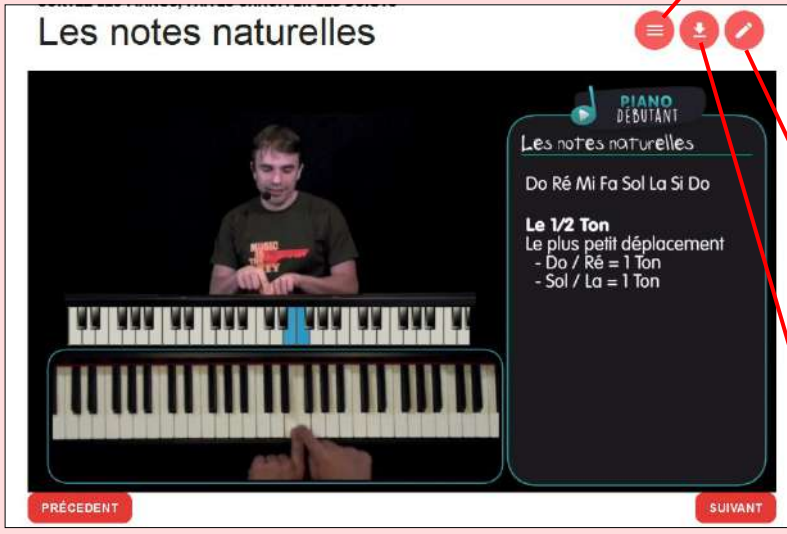 Les notes naturelles
PIANO
DÉBUTANT
Les notes naturelles
Do Ré Mi Fa Sol La Si Do
Le 1/2 Ton
Le plus petit déplacement
- Do / Ré = 1 Ton
- Sol / La = 1 Ton
MUSIC
PRÉCEDENT
SUIVANT